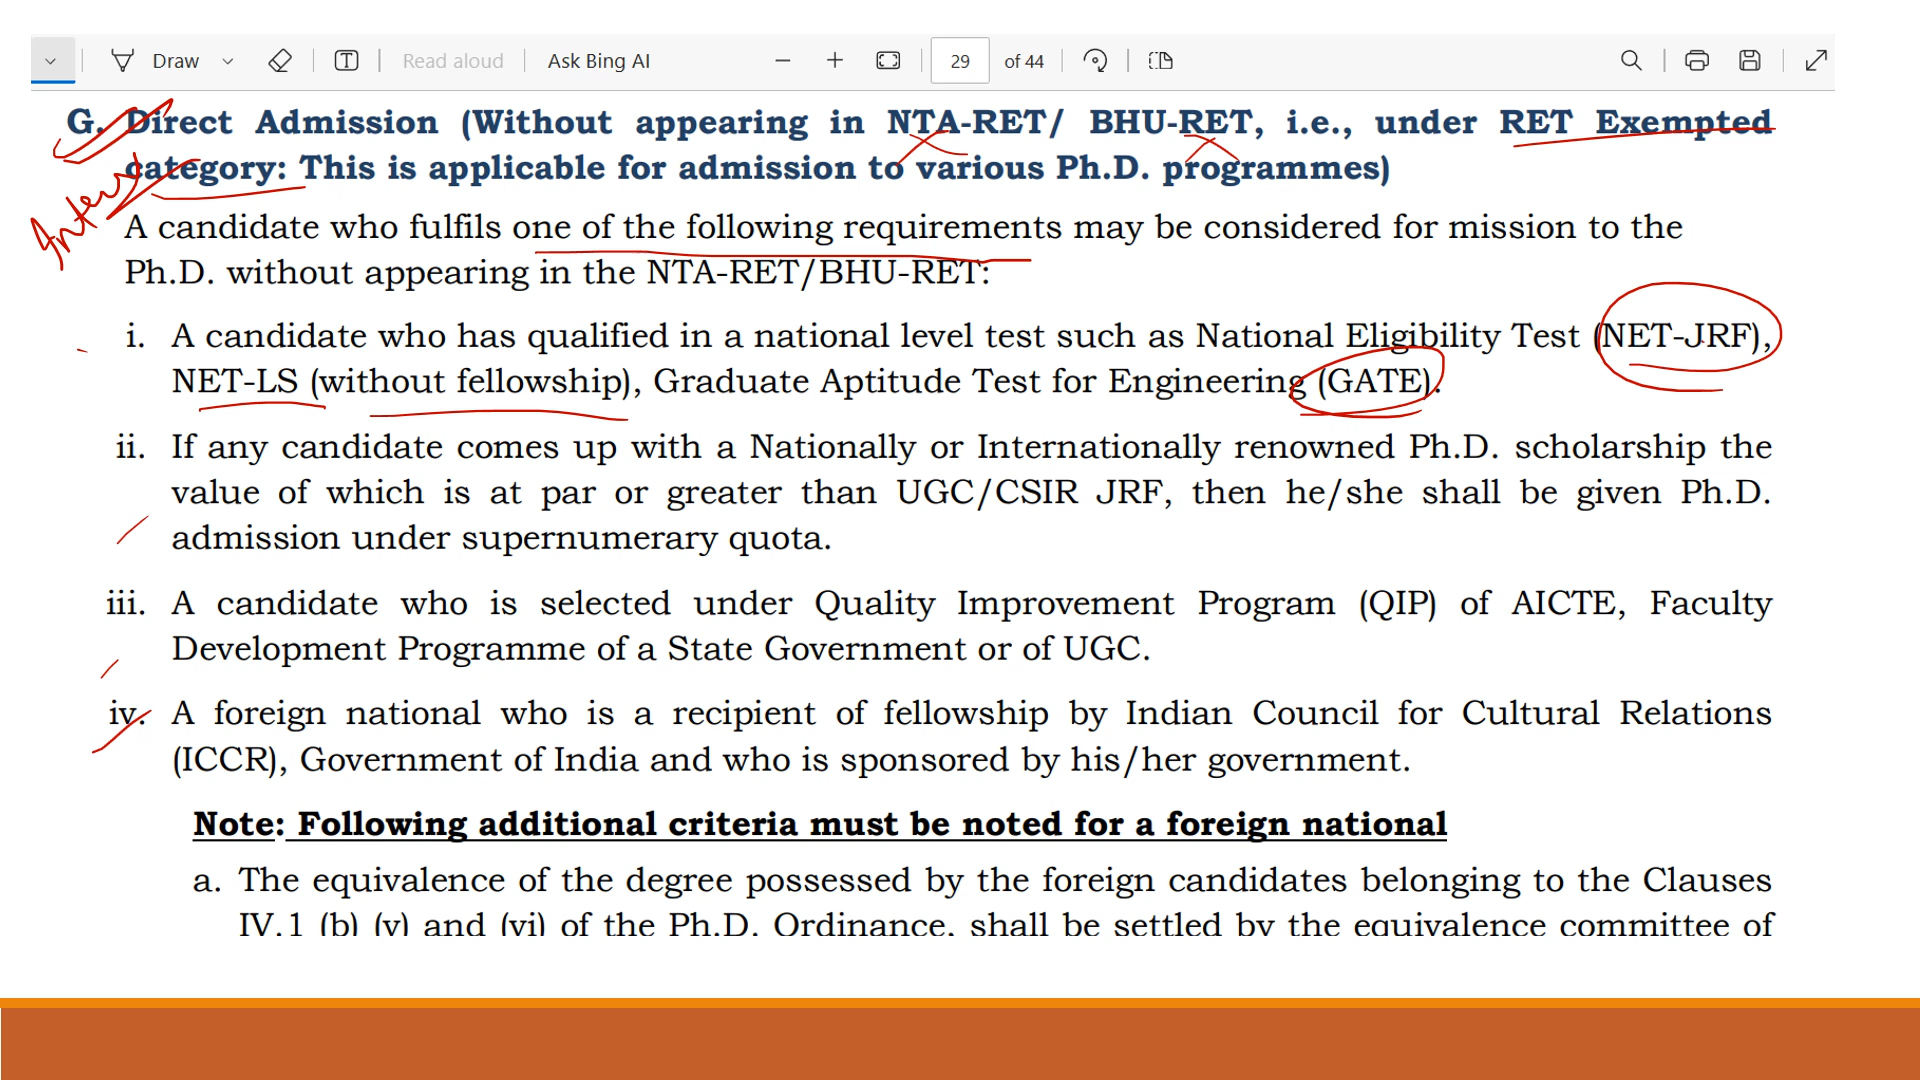 Draw Read aloud Ask Bing AI 29 of 44
G. Direct Admission (Without appearing in NTA-RET/ BHU-RET, i.e., under RET Exempted
category: This is applicable for admission to various Ph.D. programmes)
A candidate who fulfils one of the following requirements may be considered for mission to the
Ph.D. without appearing in the NTA-RET/BHU-RET:
i. A candidate who has qualified in a national level test such as National Eligibility Test (NET-JRF),
NET-LS (without fellowship), Graduate Aptitude Test for Engineering (GATE).
ii. If any candidate comes up with a Nationally or Internationally renowned Ph.D. scholarship the
value of which is at par or greater than UGC/CSIR JRF, then he/she shall be given Ph.D.
admission under supernumerary quota.
iii. A candidate who is selected under Quality Improvement Program (QIP) of AICTE, Faculty
Development Programme of a State Government or of UGC.
iv. A foreign national who is a recipient of fellowship by Indian Council for Cultural Relations
(ICCR), Government of India and who is sponsored by his/her government.
Note: Following additional criteria must be noted for a foreign national
a. The equivalence of the degree possessed by the foreign candidates belonging to the Clauses
IV.1 (b) (v) and (vi) of the Ph.D. Ordinance, shall be settled by the equivalence committee of